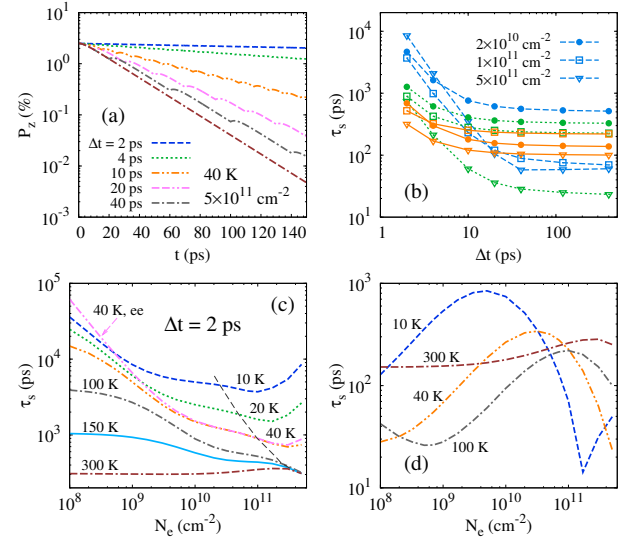 10¹
10⁰
10⁻¹
10⁻²
10⁻³
P_z (%)
(a)
Δt = 2 ps
4 ps
10 ps
20 ps
40 ps
40 K
5×10¹¹ cm⁻²
0 20 40 60 80 100 120 140
t (ps)
10⁵
10⁴
10³
10²
10¹
τ_s (ps)
2×10¹⁰ cm⁻²
1×10¹¹ cm⁻²
5×10¹¹ cm⁻²
(b)
1 10 100
Δt (ps)
10⁵
10⁴
10³
τ_s (ps)
40 K, ee
Δt = 2 ps
(c)
10 K
20 K
40 K
100 K
150 K
300 K
10⁸ 10⁹ 10¹⁰ 10¹¹
N_e (cm⁻²)
10³
10²
10¹
τ_s (ps)
10 K
300 K
40 K
100 K
(d)
10⁸ 10⁹ 10¹⁰ 10¹¹
N_e (cm⁻²)